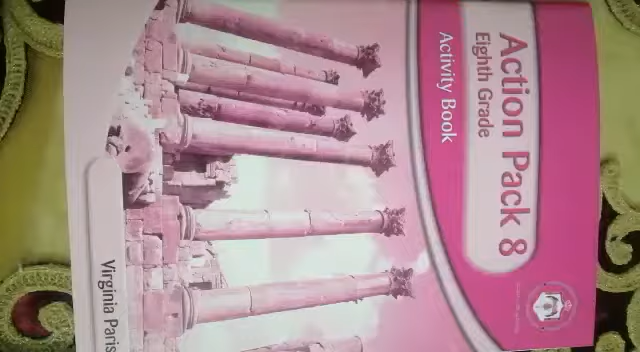 Action Pack 8
Eighth Grade
Activity Book
Virginia Paris